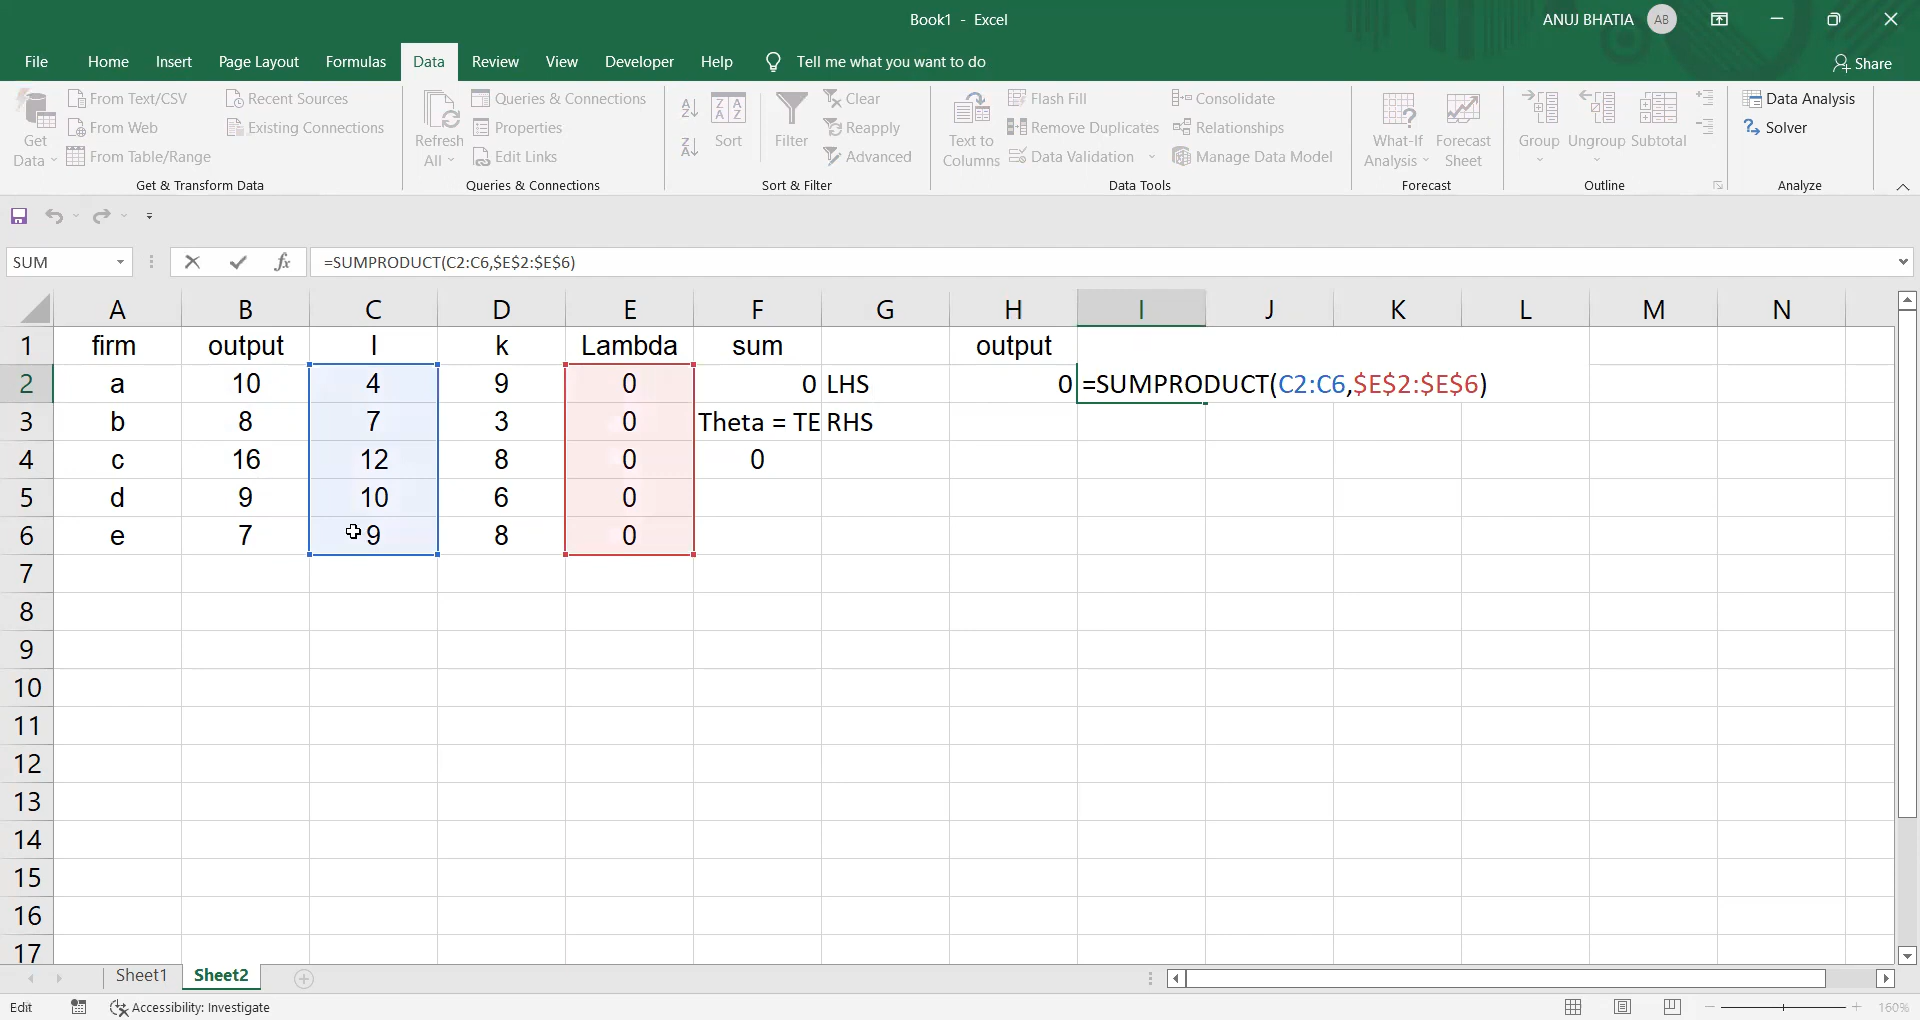 Book1 - Excel
ANUJ BHATIA AB
File Home Insert Page Layout Formulas Data Review View Developer Help Tell me what you want to do
Share
Get Data
From Text/CSV
From Web
From Table/Range
Recent Sources
Existing Connections
Get & Transform Data
Refresh All
Queries & Connections
Properties
Edit Links
Queries & Connections
Sort
Filter
Clear
Reapply
Advanced
Sort & Filter
Text to Columns
Flash Fill
Remove Duplicates
Data Validation
Consolidate
Relationships
Manage Data Model
Data Tools
What-If Analysis
Forecast Sheet
Forecast
Group
Ungroup
Subtotal
Outline
Data Analysis
Solver
Analyze
SUM fx =SUMPRODUCT(C2:C6,$E$2:$E$6)
A B C D E F G H I J K L M N
1 firm output l k Lambda sum output
2 a 10 4 9 0 0 LHS 0 =SUMPRODUCT(C2:C6,$E$2:$E$6)
3 b 8 7 3 0 Theta = TE RHS
4 c 16 12 8 0 0
5 d 9 10 6 0
6 e 7 9 8 0
7
8
9
10
11
12
13
14
15
16
17
Sheet1 Sheet2
Edit Accessibility: Investigate 160%